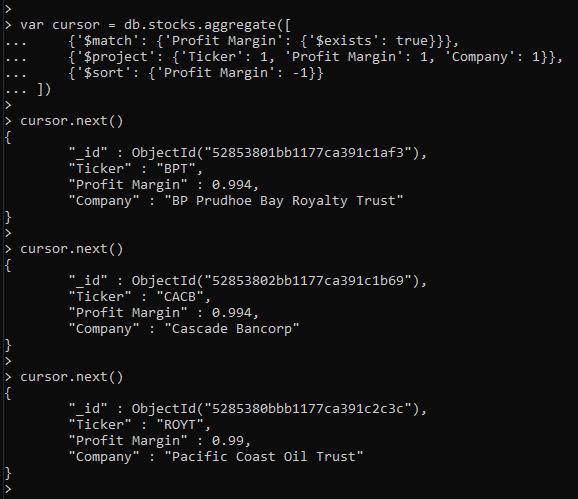 >
> var cursor = db.stocks.aggregate([
...     {'$match': {'Profit Margin': {'$exists': true}}},
...     {'$project': {'Ticker': 1, 'Profit Margin': 1, 'Company': 1}},
...     {'$sort': {'Profit Margin': -1}}
... ])
>
> cursor.next()
{
        "_id" : ObjectId("52853801bb1177ca391c1af3"),
        "Ticker" : "BPT",
        "Profit Margin" : 0.994,
        "Company" : "BP Prudhoe Bay Royalty Trust"
}
>
> cursor.next()
{
        "_id" : ObjectId("52853802bb1177ca391c1b69"),
        "Ticker" : "CACB",
        "Profit Margin" : 0.994,
        "Company" : "Cascade Bancorp"
}
>
> cursor.next()
{
        "_id" : ObjectId("5285380bbb1177ca391c2c3c"),
        "Ticker" : "ROYT",
        "Profit Margin" : 0.99,
        "Company" : "Pacific Coast Oil Trust"
}
>